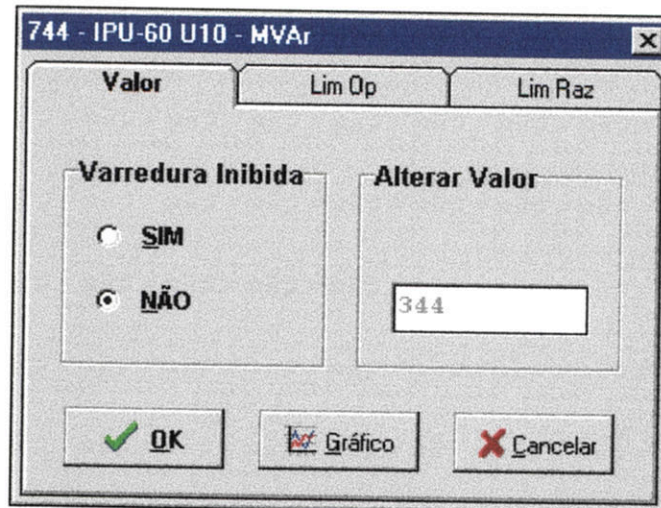 744 - IPU-60 U10 - MVAr
Valor Lim Op Lim Raz
Varredura Inibida Alterar Valor
SIM
NÃO
344
OK Gráfico Cancelar